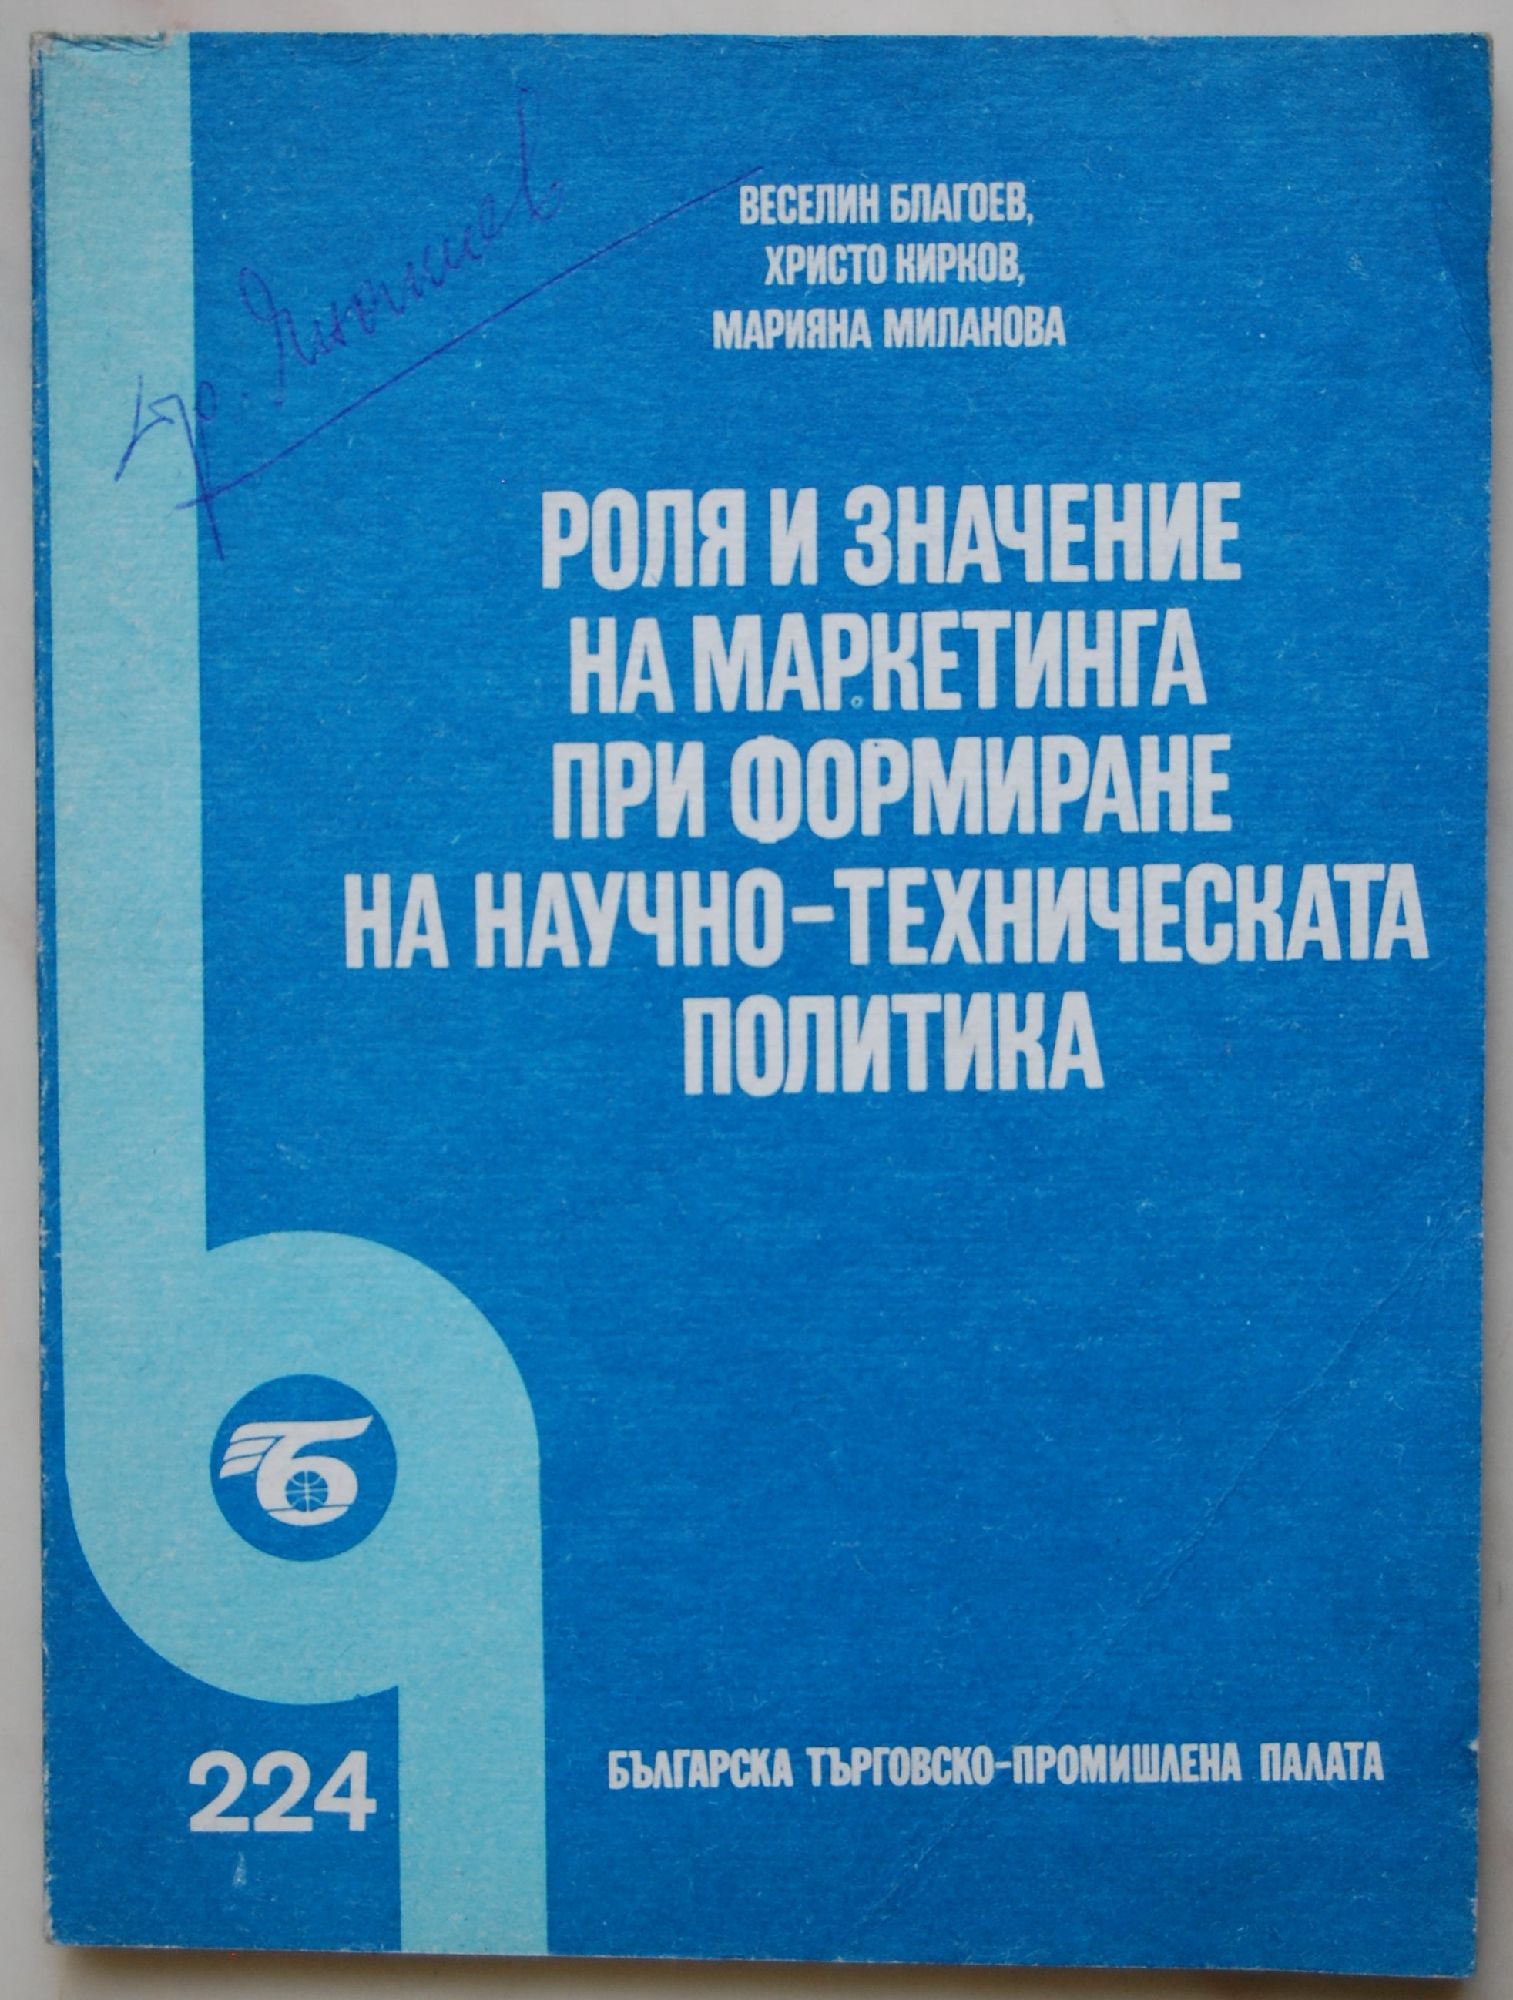 ВЕСЕЛИН БЛАГОЕВ,
ХРИСТО КИРКОВ,
МАРИЯНА МИЛАНОВА
РОЛЯ И ЗНАЧЕНИЕ
НА МАРКЕТИНГА
ПРИ ФОРМИРАНЕ
НА НАУЧНО-ТЕХНИЧЕСКАТА
ПОЛИТИКА
224
БЪЛГАРСКА ТЪРГОВСКО-ПРОМИШЛЕНА ПАЛАТА